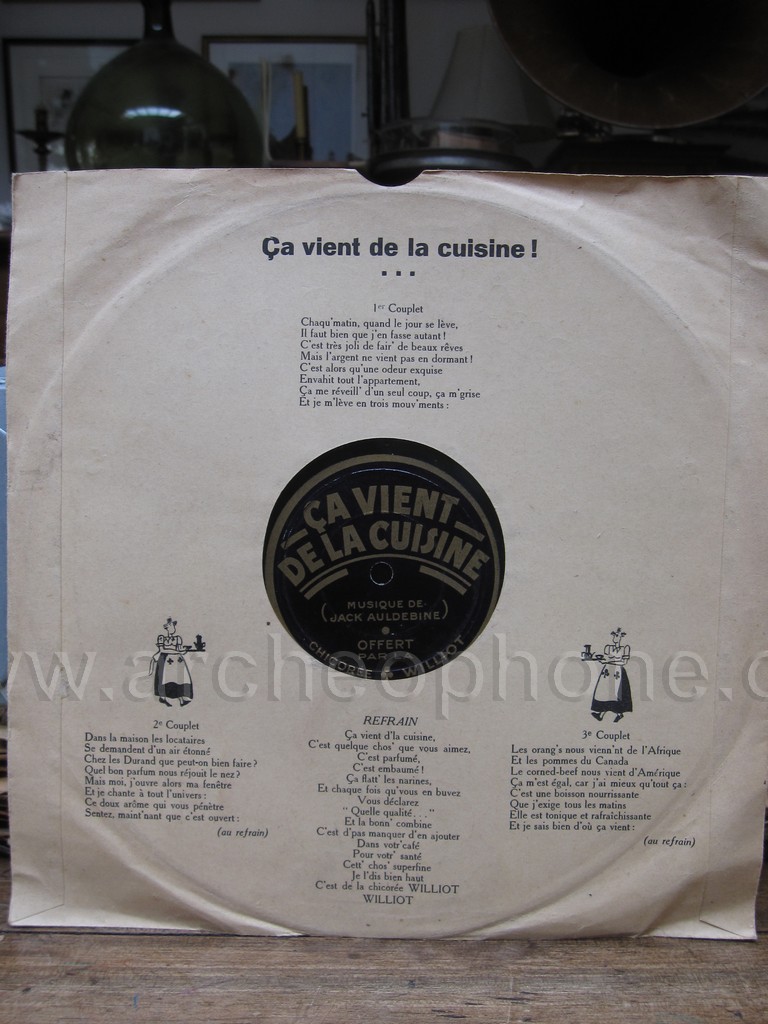 Ça vient de la cuisine !
1er Couplet
Chaqu'matin, quand le jour se lève,
Il faut bien que j'en fasse autant !
C'est très joli de fair' de beaux rêves
Mais l'argent ne vient pas en dormant !
C'est alors qu'une odeur exquise
Envahit tout l'appartement,
Ça me réveill' d'un seul coup, ça m'grise
Et je m'lève en trois mouv'ments :
ÇA VIENT
DE LA CUISINE
MUSIQUE DE
(JACK AULDEBINE)
OFFERT
PAR LA
CHICORÉE WILLIOT
www.archeophone.
2e Couplet
Dans la maison les locataires
Se demandent d'un air étonné
Chez les Durand que peut-on bien faire ?
Quel bon parfum nous réjouit le nez ?
Mais moi, j'ouvre alors ma fenêtre
Et je chante à tout l'univers :
Ce doux arôme qui vous pénètre
Sentez, maint'nant que c'est ouvert :
(au refrain)
REFRAIN
Ça vient d'la cuisine,
C'est quelque chos' que vous aimez,
C'est parfumé,
C'est embaumé !
Ça flatt' les narines,
Et chaque fois qu'vous en buvez
Vous déclarez
" Quelle qualité... "
Et la bonn' combine
C'est d'pas manquer d'en ajouter
Dans votr'café
Pour votr' santé
Cett' chos' superfine
Je l'dis bien haut
C'est de la chicorée WILLIOT
WILLIOT
3e Couplet
Les orang's nous vienn'nt de l'Afrique
Et les pommes du Canada
Le corned-beef nous vient d'Amérique
Ça m'est égal, car j'ai mieux qu'tout ça :
C'est une boisson nourrissante
Que j'exige tous les matins
Elle est tonique et rafraîchissante
Et je sais bien d'où ça vient :
(au refrain)